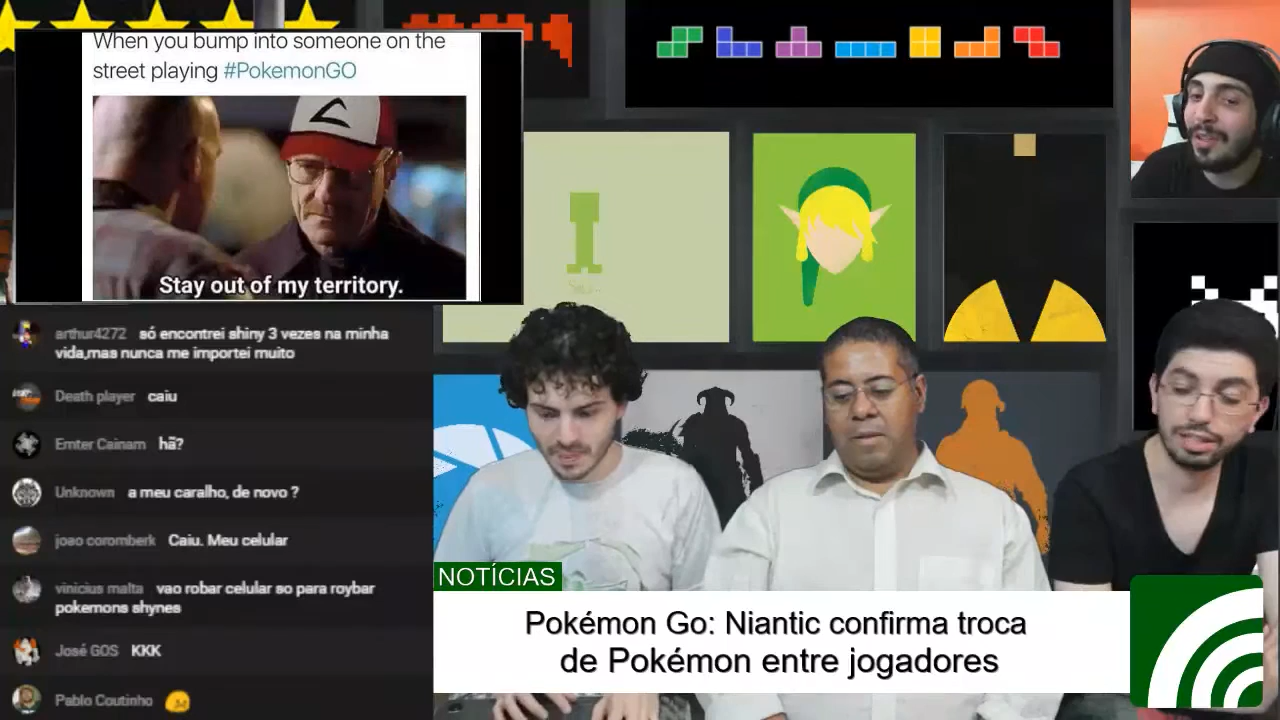 When you bump into someone on the
street playing #PokemonGO
Stay out of my territory.
arthur4272 só encontrei shiny 3 vezes na minha
vida,mas nunca me importei muito
Death player caiu
Emter Cainam hã?
Unknown a meu caralho, de novo ?
joao coromberk Caiu. Meu celular
vinicius malta vao robar celular so para roybar
pokemons shynes
José GOS KKK
Pablo Coutinho
NOTÍCIAS
Pokémon Go: Niantic confirma troca
de Pokémon entre jogadores